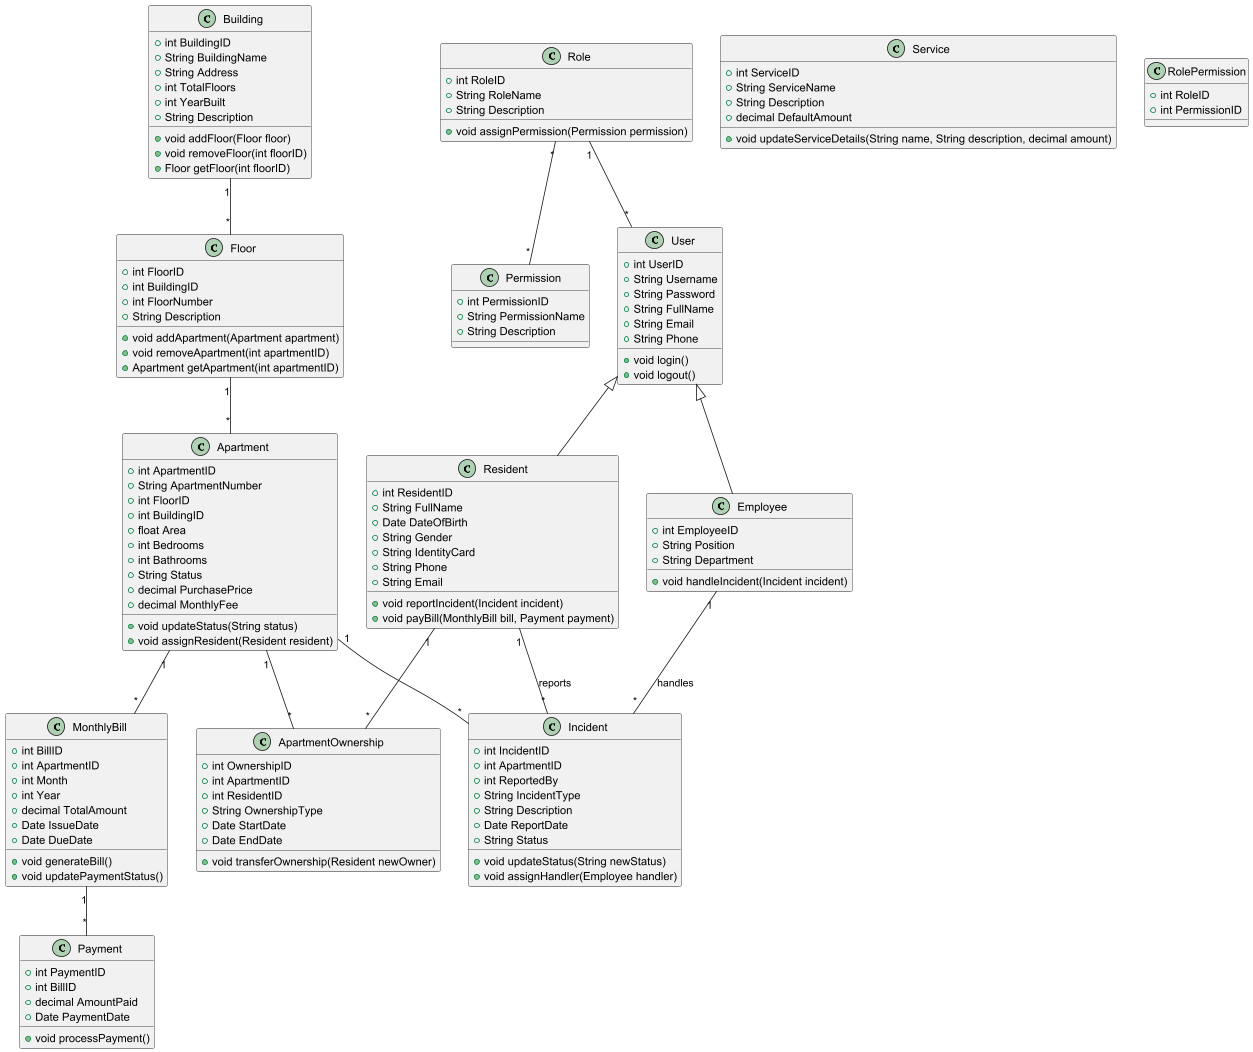 C Building
int BuildingID
String BuildingName
String Address
int TotalFloors
int YearBuilt
String Description
void addFloor(Floor floor)
void removeFloor(int floorID)
Floor getFloor(int floorID)
C Role
int RoleID
String RoleName
String Description
void assignPermission(Permission permission)
C Service
int ServiceID
String ServiceName
String Description
decimal DefaultAmount
void updateServiceDetails(String name, String description, decimal amount)
C RolePermission
int RoleID
int PermissionID
1
*
*
*
1
*
C Floor
int FloorID
int BuildingID
int FloorNumber
String Description
void addApartment(Apartment apartment)
void removeApartment(int apartmentID)
Apartment getApartment(int apartmentID)
C Permission
int PermissionID
String PermissionName
String Description
C User
int UserID
String Username
String Password
String FullName
String Email
String Phone
void login()
void logout()
1
*
C Apartment
int ApartmentID
String ApartmentNumber
int FloorID
int BuildingID
float Area
int Bedrooms
int Bathrooms
String Status
decimal PurchasePrice
decimal MonthlyFee
void updateStatus(String status)
void assignResident(Resident resident)
C Resident
int ResidentID
String FullName
Date DateOfBirth
String Gender
String IdentityCard
String Phone
String Email
void reportIncident(Incident incident)
void payBill(MonthlyBill bill, Payment payment)
C Employee
int EmployeeID
String Position
String Department
void handleIncident(Incident incident)
1
*
1
*
1
*
1
*
1
reports
*
1
handles
*
C MonthlyBill
int BillID
int ApartmentID
int Month
int Year
decimal TotalAmount
Date IssueDate
Date DueDate
void generateBill()
void updatePaymentStatus()
C ApartmentOwnership
int OwnershipID
int ApartmentID
int ResidentID
String OwnershipType
Date StartDate
Date EndDate
void transferOwnership(Resident newOwner)
C Incident
int IncidentID
int ApartmentID
int ReportedBy
String IncidentType
String Description
Date ReportDate
String Status
void updateStatus(String newStatus)
void assignHandler(Employee handler)
1
*
C Payment
int PaymentID
int BillID
decimal AmountPaid
Date PaymentDate
void processPayment()